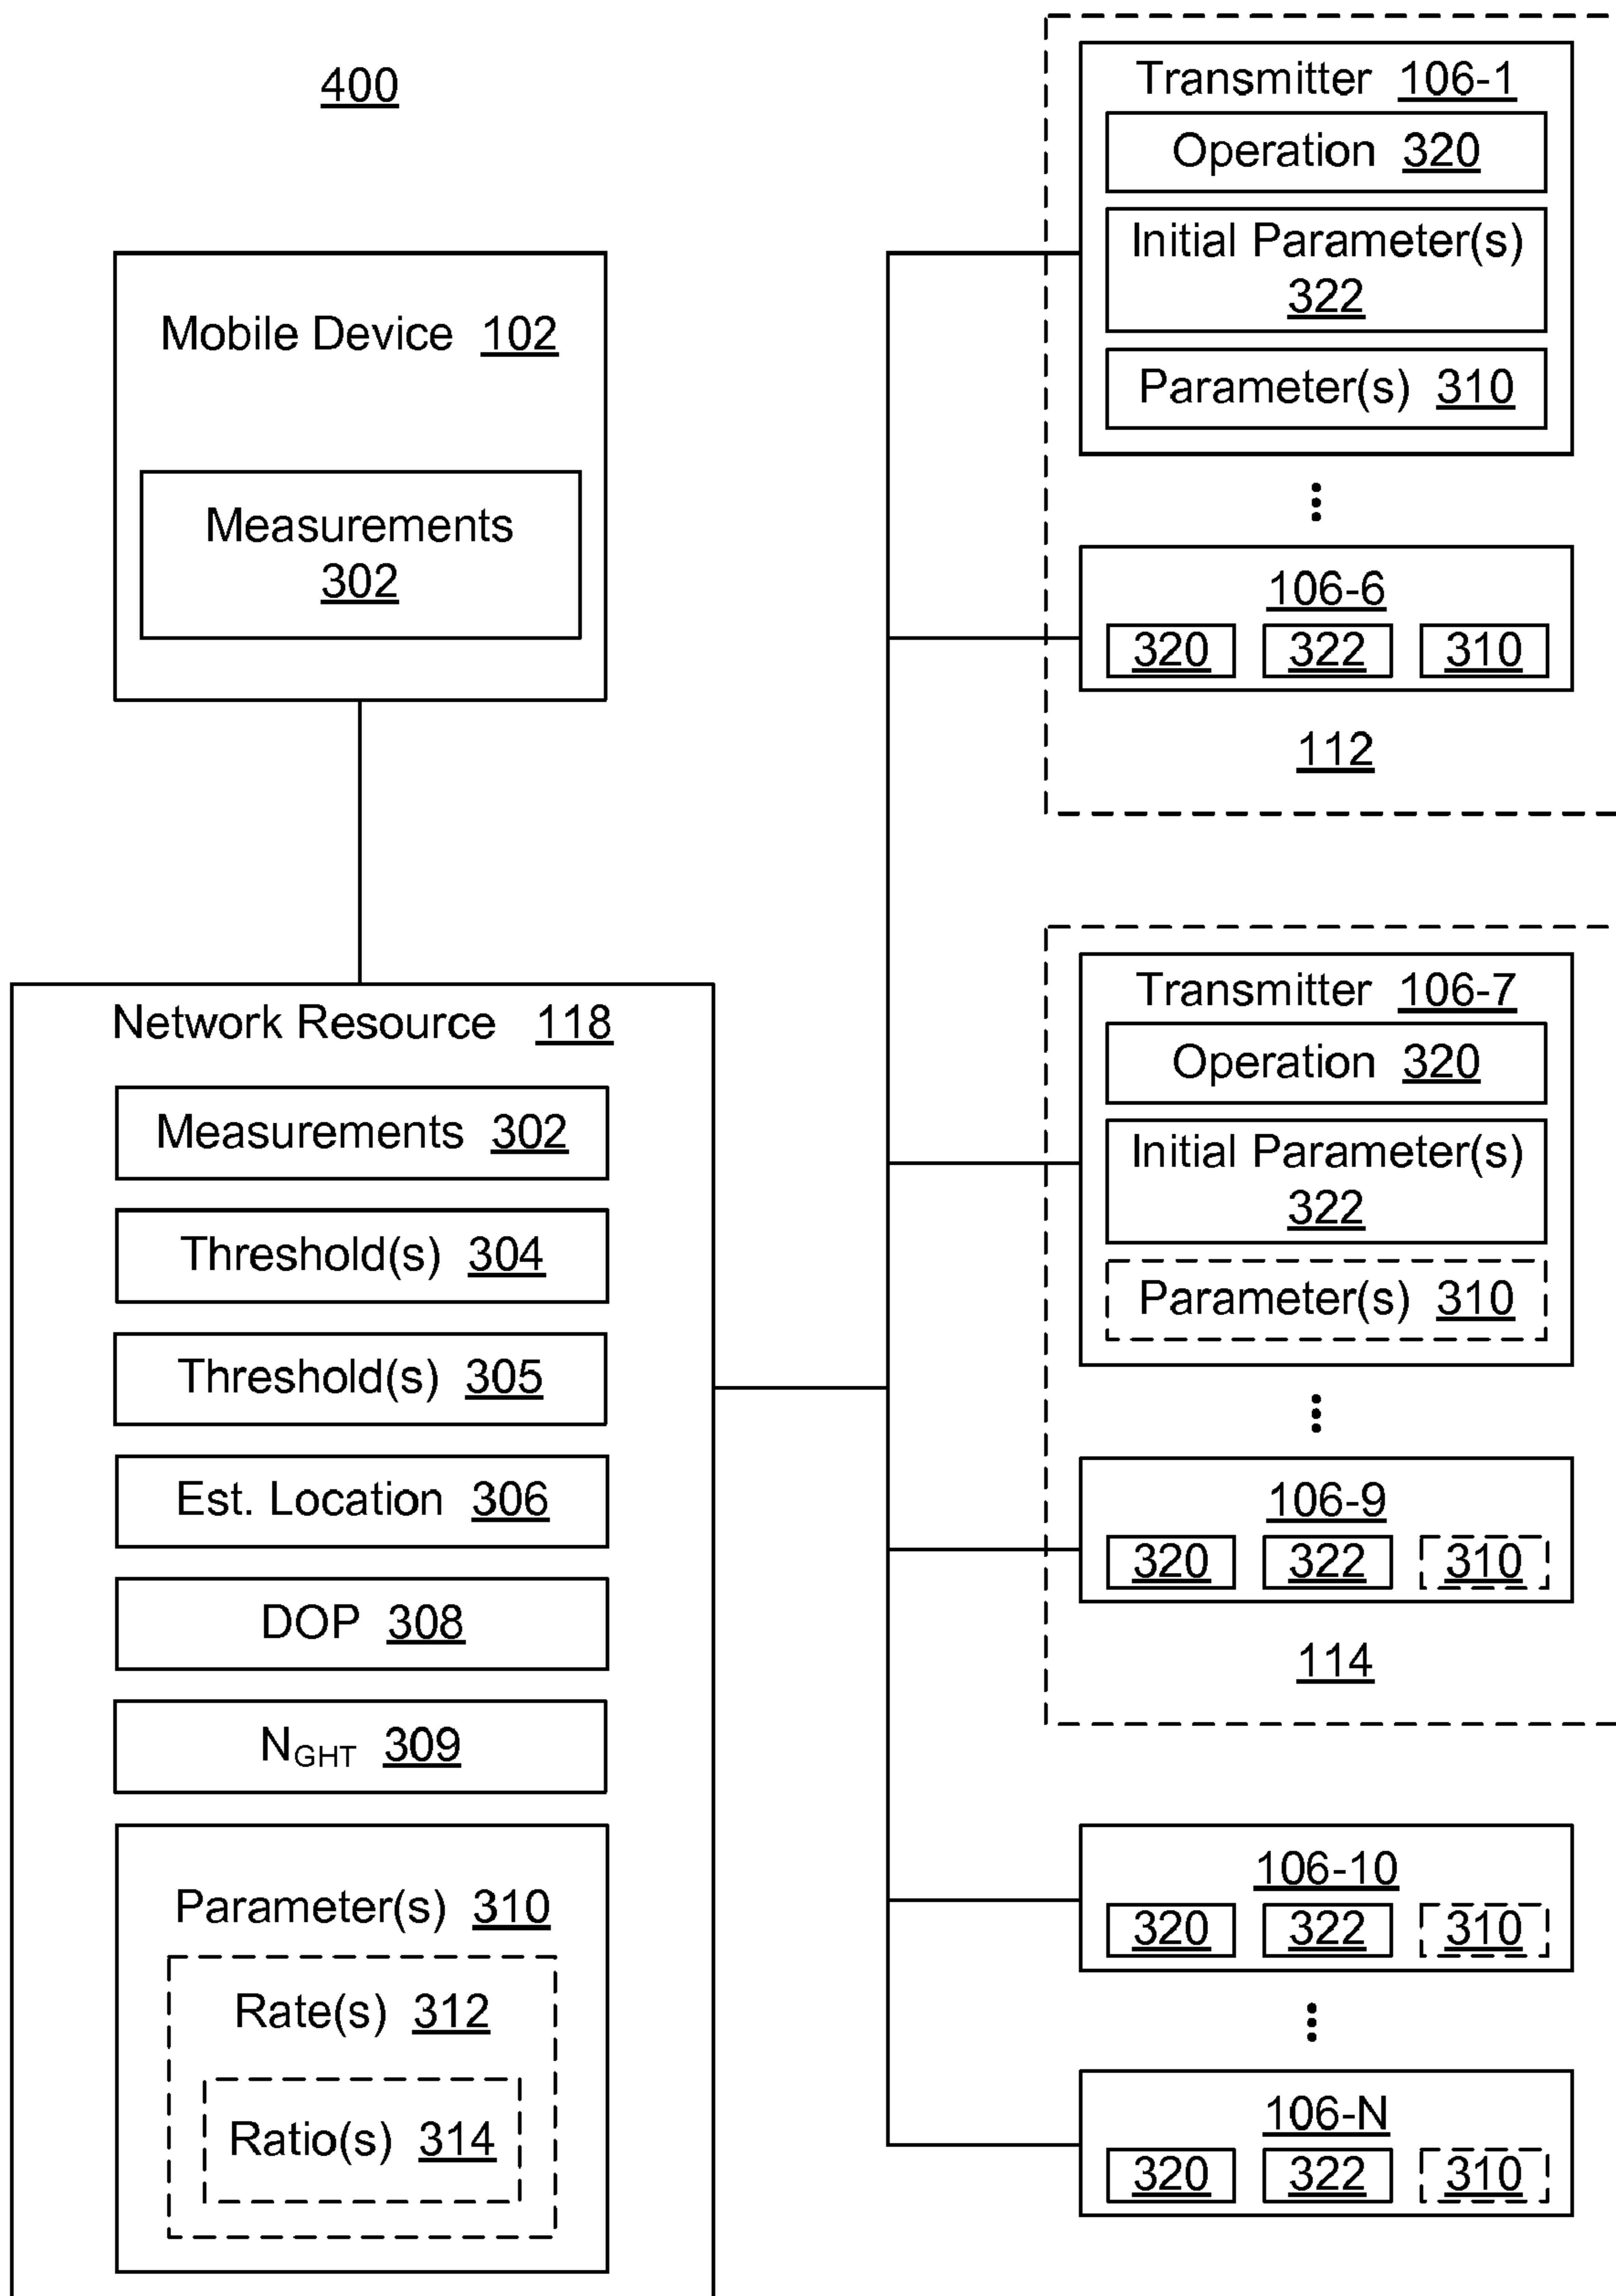 400
Mobile Device 102
Measurements
302
Network Resource 118
Measurements 302
Threshold(s) 304
Threshold(s) 305
Est. Location 306
DOP 308
NGHT 309
Parameter(s) 310
Rate(s) 312
Ratio(s) 314
Transmitter 106-1
Operation 320
Initial Parameter(s)
322
Parameter(s) 310
106-6
320 322 310
112
Transmitter 106-7
Operation 320
Initial Parameter(s)
322
Parameter(s) 310
106-9
320 322 310
114
106-10
320 322 310
106-N
320 322 310